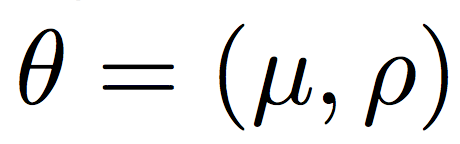 θ = (μ, ρ)